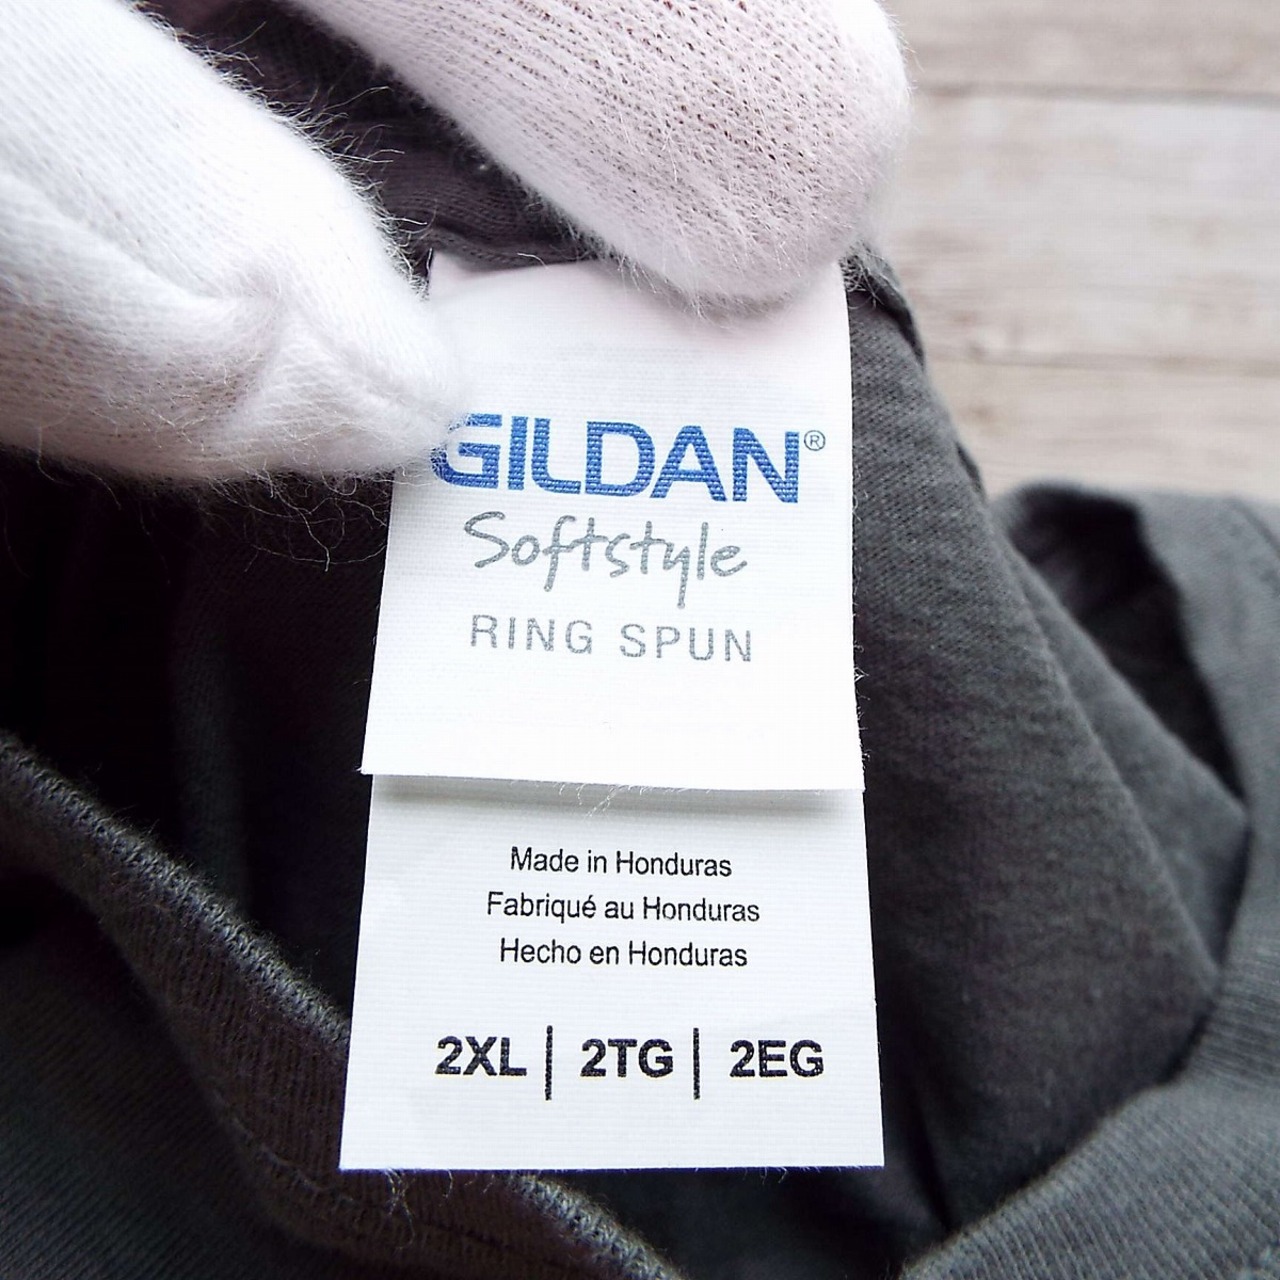 GILDAN®
Softstyle
RING SPUN
Made in Honduras
Fabriqué au Honduras
Hecho en Honduras
2XL | 2TG | 2EG